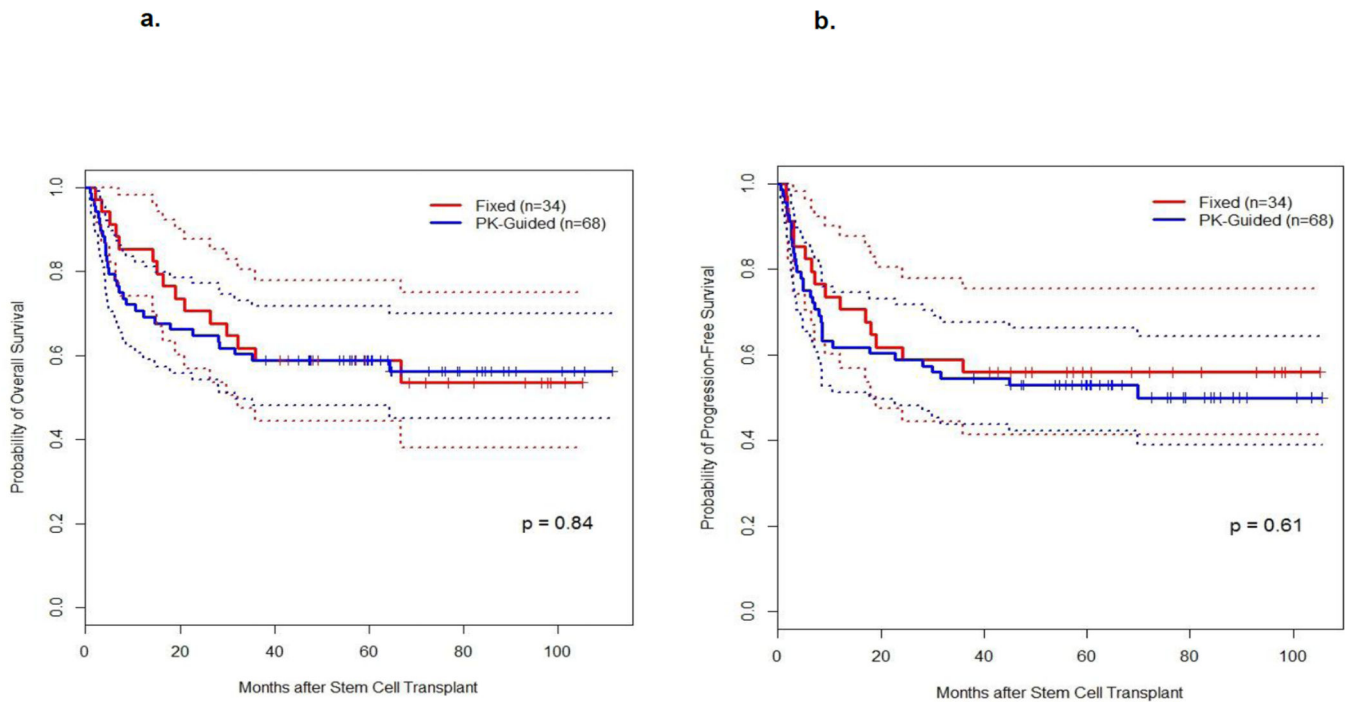 a.
Probability of Overall Survival
1.0
0.8
0.6
0.4
0.2
0.0
Fixed (n=34)
PK-Guided (n=68)
p = 0.84
0 20 40 60 80 100
Months after Stem Cell Transplant
b.
Probability of Progression-Free Survival
1.0
0.8
0.6
0.4
0.2
0.0
Fixed (n=34)
PK-Guided (n=68)
p = 0.61
0 20 40 60 80 100
Months after Stem Cell Transplant